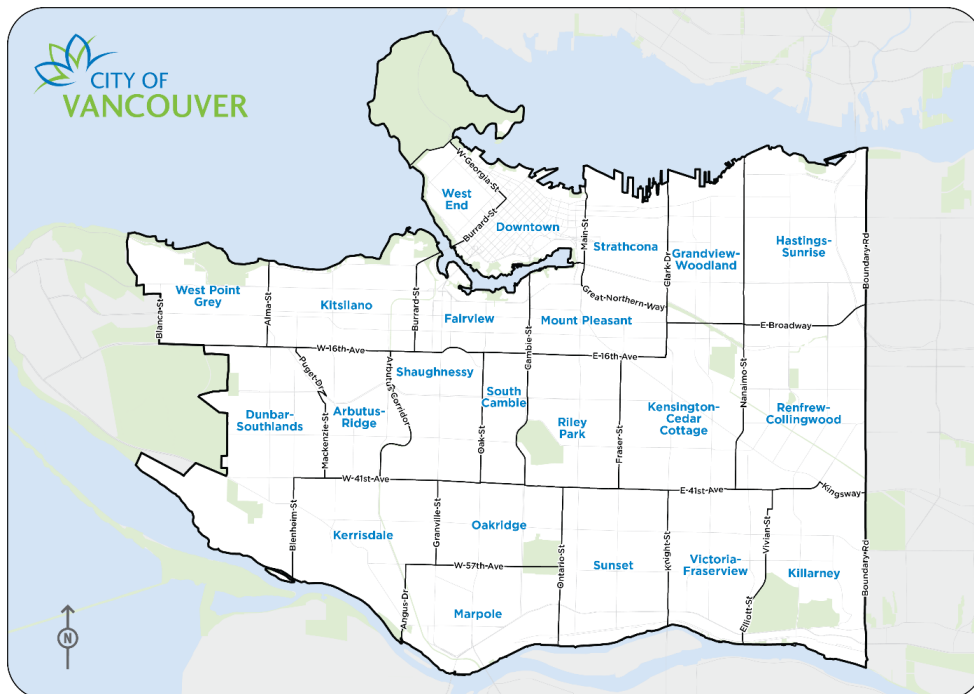 CITY OF
VANCOUVER
W-Georgia-St
West
End
Burrard-St
Downtown
Main-St
Strathcona
Clark-Dr
Grandview-
Woodland
Hastings-
Sunrise
Boundary-Rd
West Point
Grey
Blanca-St
Alma-St
Kitsilano
Burrard-St
Fairview
Cambie-St
Mount Pleasant
Great-Northern-Way
E-Broadway
W-16th-Ave
E-16th-Ave
Puget-Dr
Arbutus-Corridor
Shaughnessy
South
Cambie
Oak-St
Dunbar-
Southlands
Mackenzie-St
Arbutus-
Ridge
Riley
Park
Fraser-St
Kensington-
Cedar
Cottage
Nanaimo-St
Renfrew-
Collingwood
W-41st-Ave
E-41st-Ave
Kingsway
Blenheim-St
Kerrisdale
Granville-St
Oakridge
W-57th-Ave
Ontario-St
Sunset
Knight-St
Victoria-
Fraserview
Vivian-St
Elliott-St
Killarney
Boundary-Rd
Angus-Dr
Marpole
N